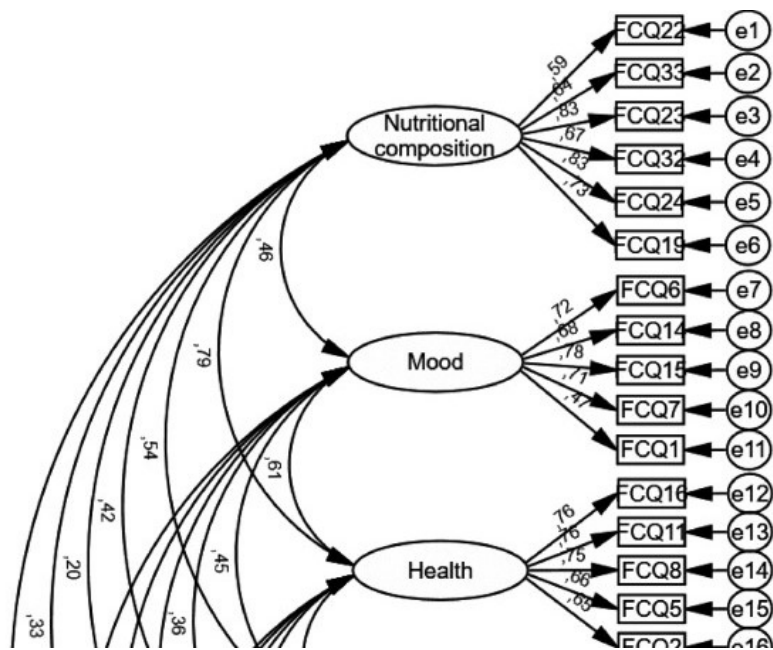 FCQ22
e1
,59
FCQ33
e2
,64
FCQ23
e3
,83
Nutritional
composition
FCQ32
e4
,67
FCQ24
e5
,83
FCQ19
e6
,73
,46
FCQ6
e7
,72
FCQ14
e8
,68
Mood
FCQ15
e9
,78
FCQ7
e10
,71
FCQ1
e11
,47
,79
,54
,61
FCQ16
e12
,76
FCQ11
e13
,76
Health
FCQ8
e14
,75
FCQ5
e15
,66
FCQ2
e16
,42
,45
,20
,36
,33